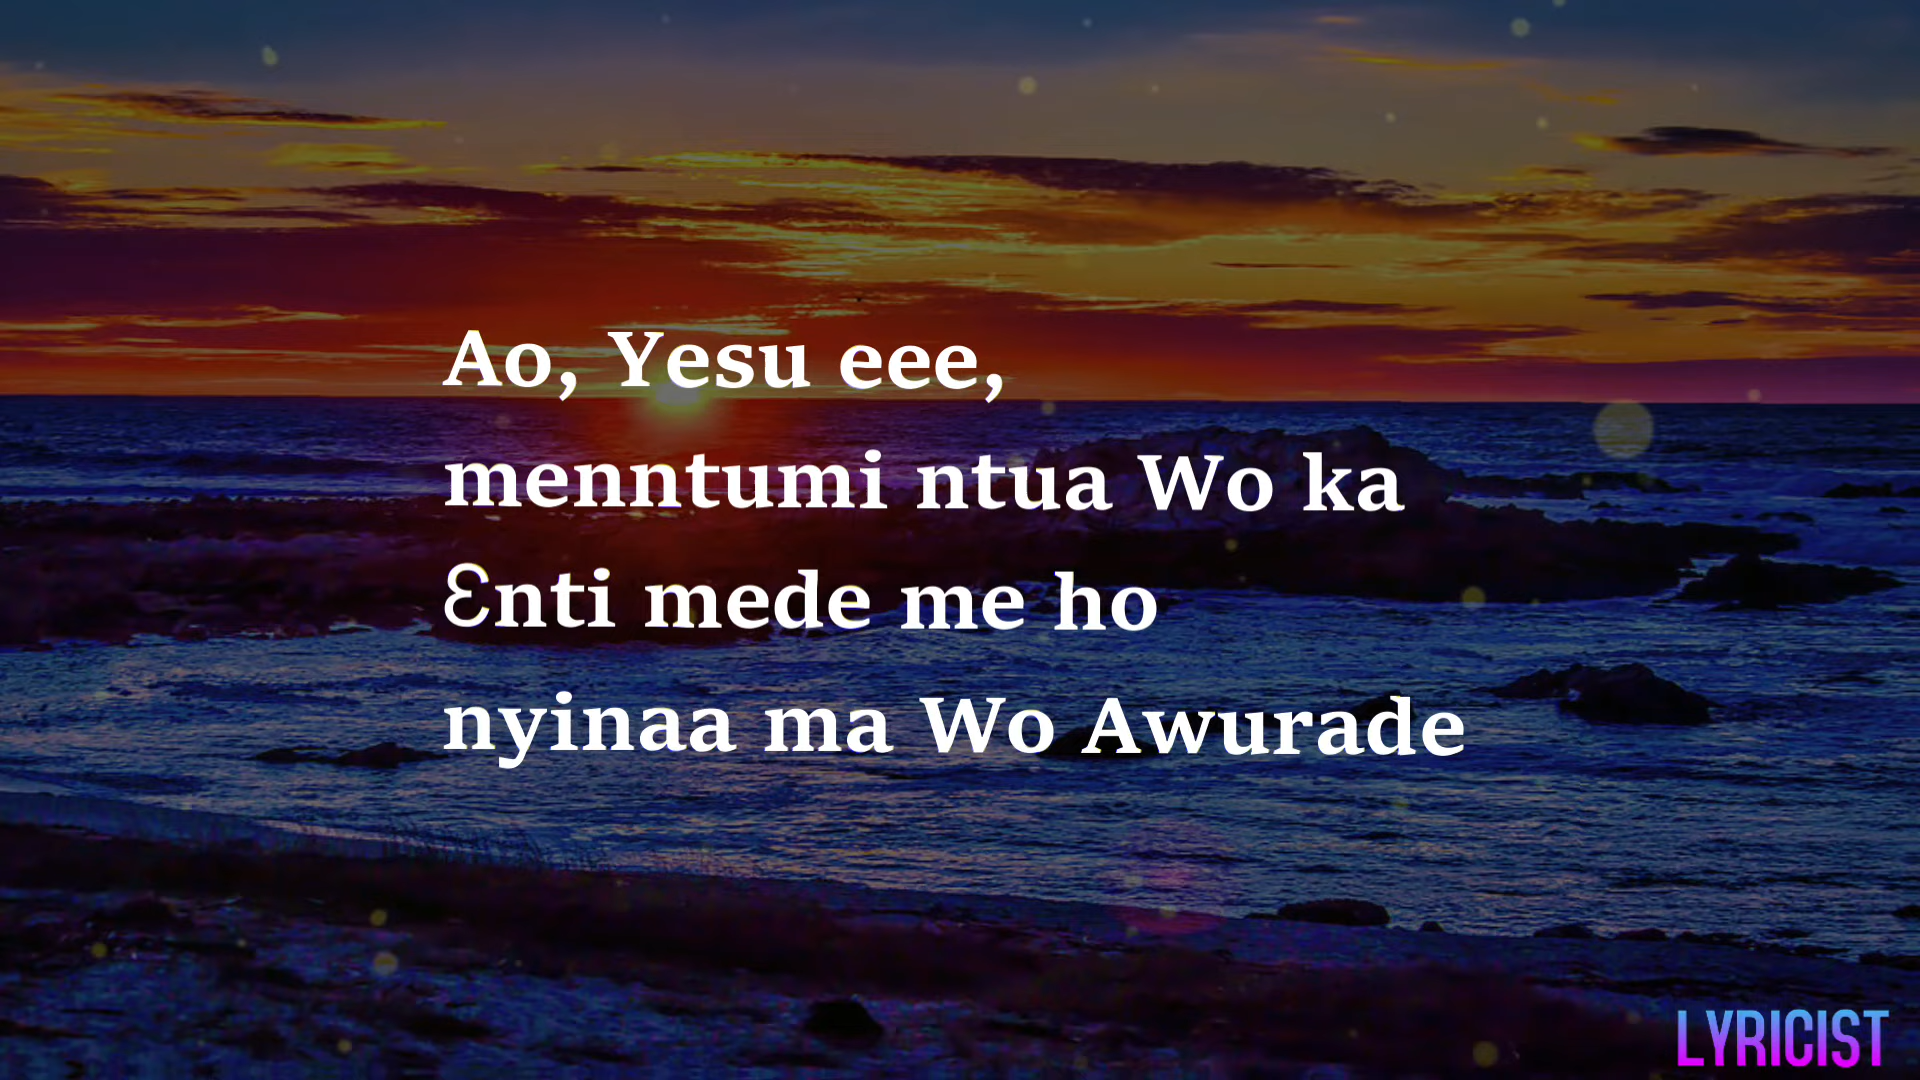 Ao, Yesu eee,
menntumi ntua Wo ka
Ɛnti mede me ho
nyinaa ma Wo Awurade
LYRICIST